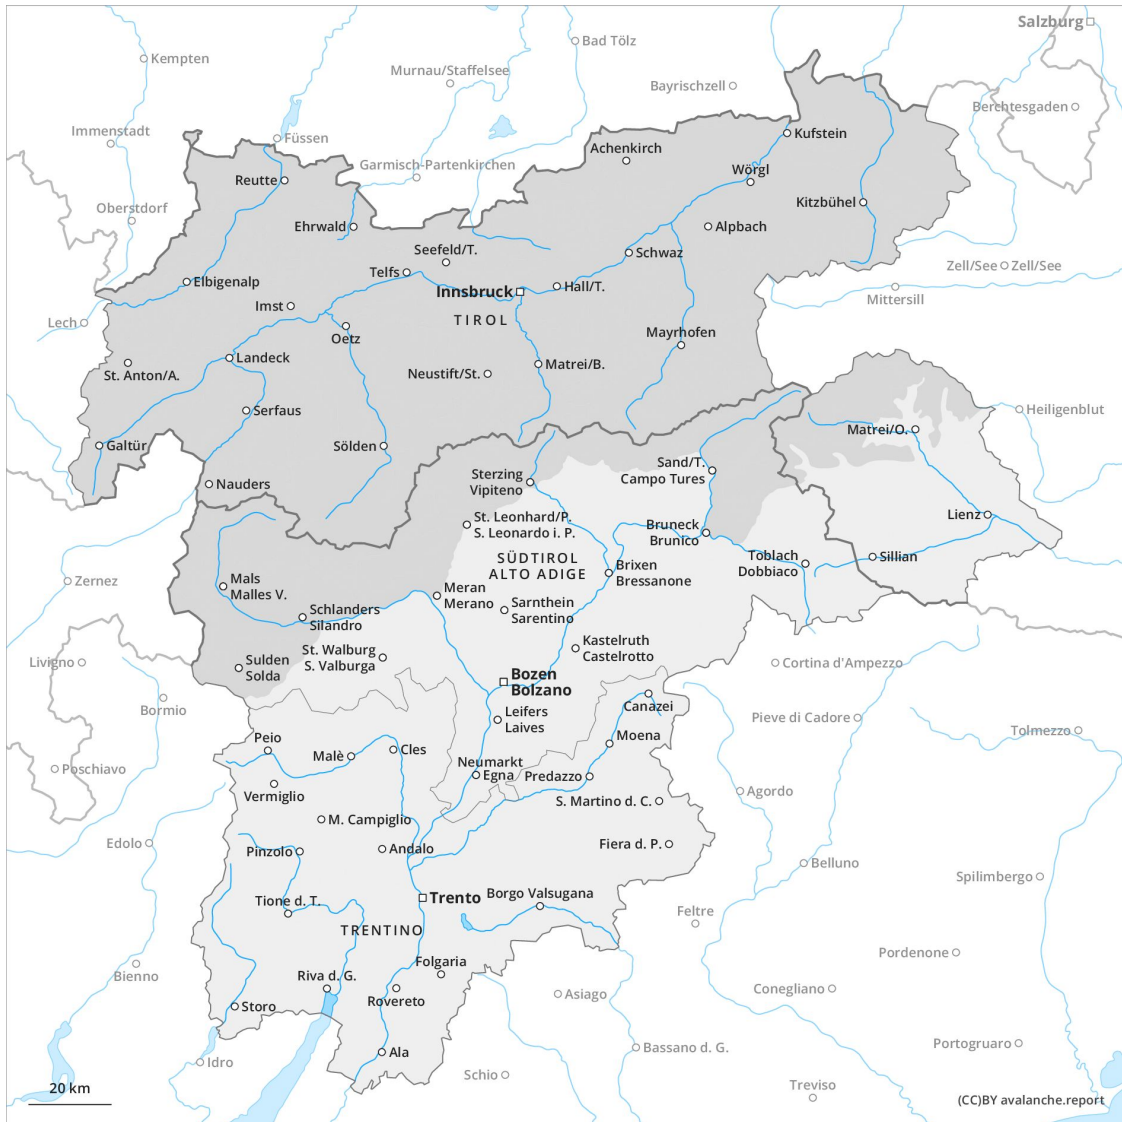 Salzburg
Bad Tölz
Kempten
Murnau/Staffelsee
Bayrischzell
Berchtesgaden
Immenstadt
Füssen
Kufstein
Achenkirch
Garmisch-Partenkirchen
Wörgl
Reutte
Kitzbühel
Oberstdorf
Ehrwald
Alpbach
Seefeld/T.
Schwaz
Zell/See
Zell/See
Telfs
Elbigenalp
Hall/T.
Innsbruck
Mittersill
Imst
TIROL
Lech
Oetz
Mayrhofen
Landeck
Matrei/B.
St. Anton/A.
Neustift/St.
Serfaus
Heiligenblut
Matrei/O.
Galtür
Sölden
Sand/T.
Campo Tures
Sterzing
Vipiteno
Nauders
St. Leonhard/P.
S. Leonardo i. P.
Lienz
Bruneck
Brunico
SÜDTIROL
ALTO ADIGE
Toblach
Dobbiaco
Sillian
Brixen
Bressanone
Zernez
Mals
Malles V.
Meran
Merano
Sarnthein
Sarentino
Schlanders
Silandro
St. Walburg
S. Valburga
Kastelruth
Castelrotto
Livigno
Sulden
Solda
Cortina d'Ampezzo
Bozen
Bolzano
Bormio
Canazei
Leifers
Laives
Pieve di Cadore
Tolmezzo
Peio
Moena
Malè
Cles
Neumarkt
Egna
Predazzo
Poschiavo
Vermiglio
Agordo
S. Martino d. C.
M. Campiglio
Edolo
Fiera d. P.
Pinzolo
Andalo
Belluno
Spilimbergo
Borgo Valsugana
Trento
Tione d. T.
Feltre
TRENTINO
Pordenone
Folgaria
Bienno
Riva d. G.
Conegliano
Asiago
Rovereto
Storo
Portogruaro
Bassano d. G.
Ala
Idro
Schio
Treviso
20 km
(CC)BY avalanche.report